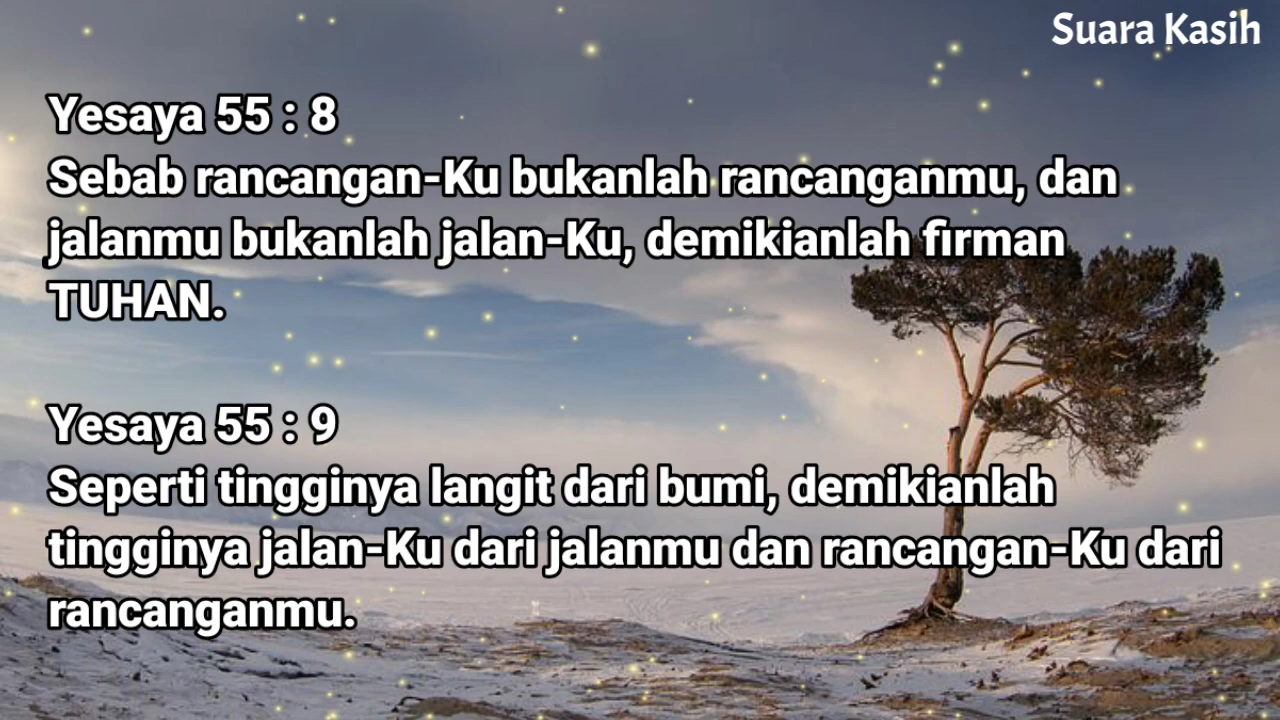 Suara Kasih
Yesaya 55 : 8
Sebab rancangan-Ku bukanlah rancanganmu, dan
jalanmu bukanlah jalan-Ku, demikianlah firman
TUHAN.
Yesaya 55 : 9
Seperti tingginya langit dari bumi, demikianlah
tingginya jalan-Ku dari jalanmu dan rancangan-Ku dari
rancanganmu.